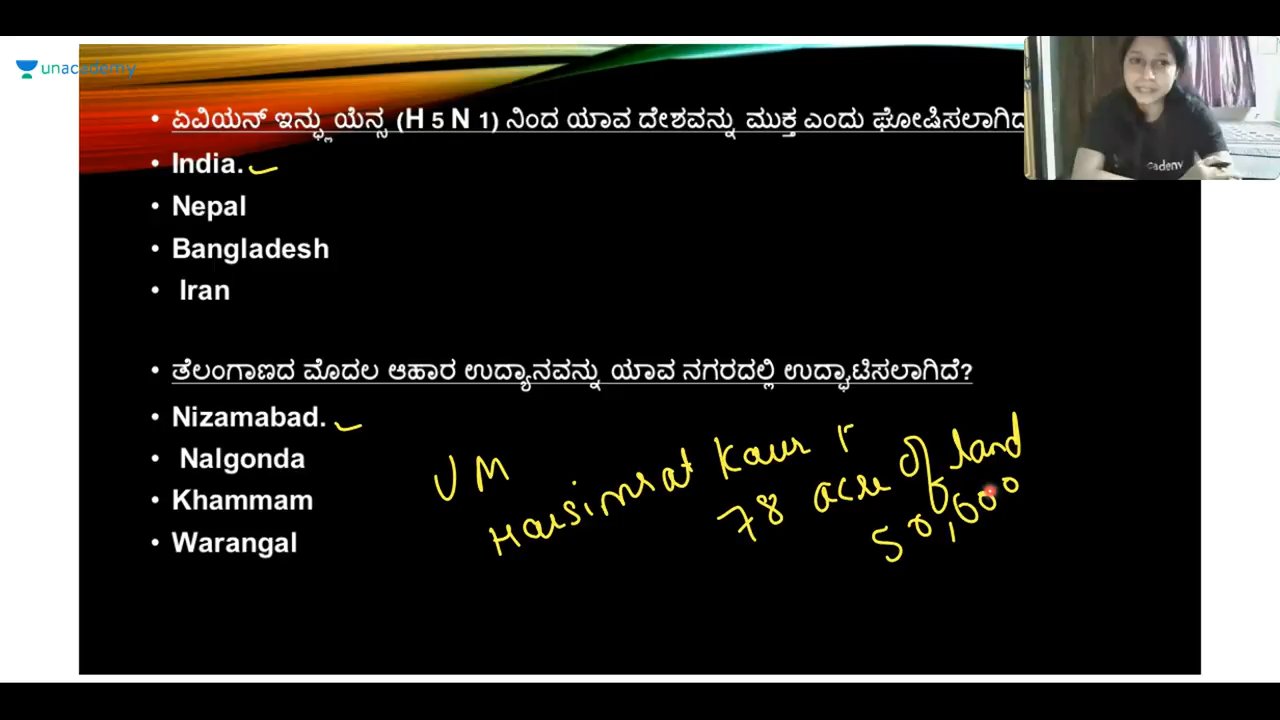 unacademy
• ಏವಿಯನ್ ಇನ್ಫ್ಲುಯೆನ್ಸ (H 5 N 1) ನಿಂದ ಯಾವ ದೇಶವನ್ನು ಮುಕ್ತ ಎಂದು ಘೋಷಿಸಲಾಗಿದ
• India.
• Nepal
• Bangladesh
• Iran
• ತೆಲಂಗಾಣದ ಮೊದಲ ಆಹಾರ ಉದ್ಯಾನವನ್ನು ಯಾವ ನಗರದಲ್ಲಿ ಉದ್ಘಾಟಿಸಲಾಗಿದೆ?
• Nizamabad.
• Nalgonda
• Khammam
• Warangal
UM
Harsimrat Kaur
78 acre of land
50,000
cademy